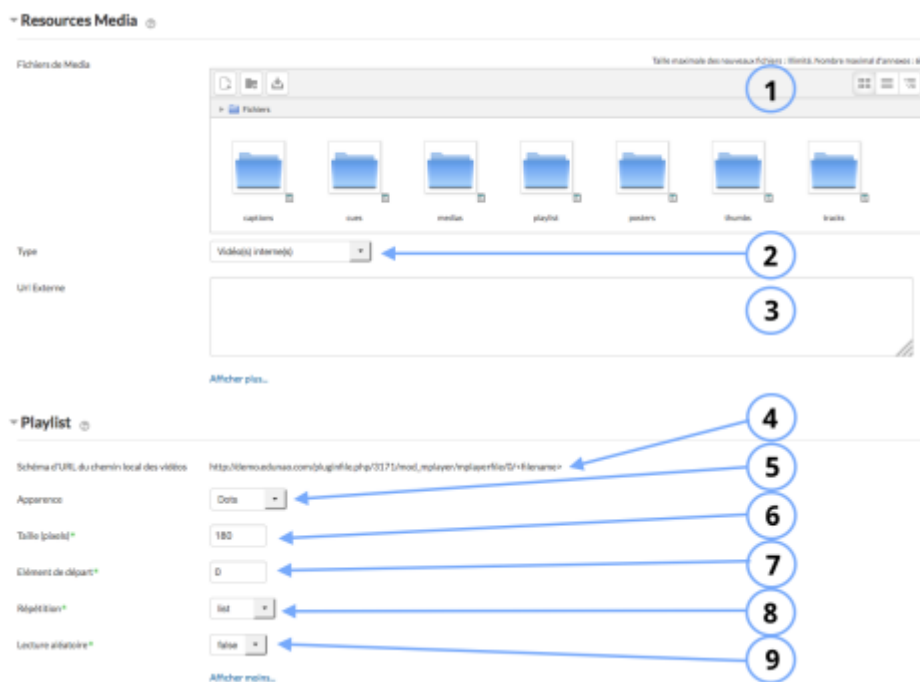 Resources Media
Fichiers de Media
Taille maximale des nouveaux fichiers : Illimité. Nombre maximal d'annexes :
1
Fichiers
captions cues medias playlist posters thumbs tracks
Type Vidéo(s) interne(s) 2
Url Externe
3
Afficher plus...
Playlist
4
Schéma d'URL du chemin local des vidéos http://demo.edunao.com/pluginfile.php/3171/mod_mplayer/mplayerfile/0/<filename>
5
Apparence Dots
6
Taille (pixels)* 180
Elément de départ* 0 7
Répétition* list 8
Lecture aléatoire* false 9
Afficher moins...